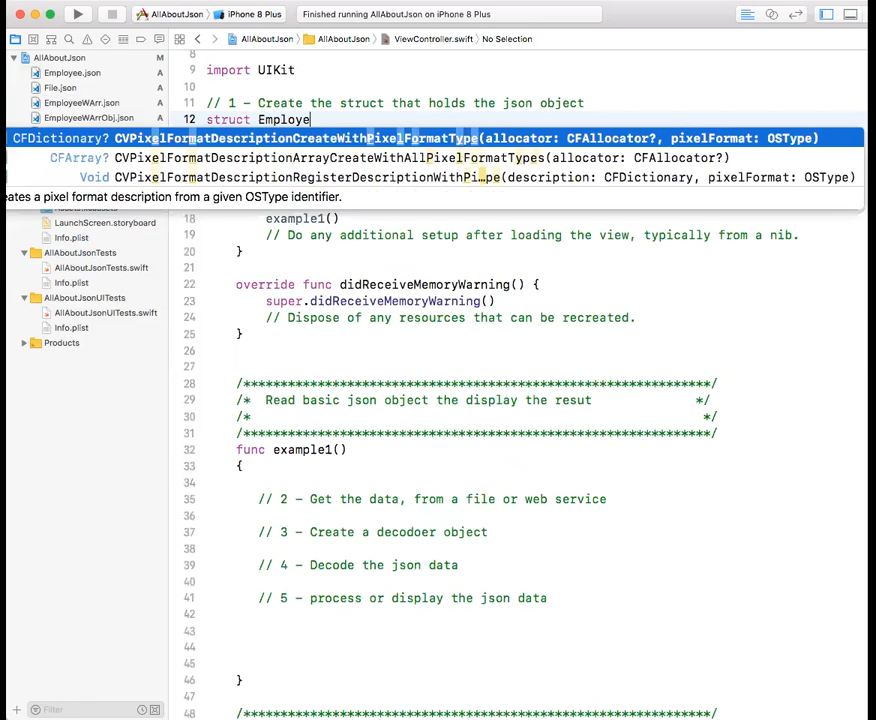 AllAboutJson
iPhone 8 Plus
Finished running AllAboutJson on iPhone 8 Plus
AllAboutJson
AllAboutJson
ViewController.swift
No Selection
AllAboutJson M
Employee.json A
File.json A
EmployeeWArr.json A
EmployeeWArrObj.json A
LaunchScreen.storyboard
Info.plist
AllAboutJsonTests
AllAboutJsonTests.swift
Info.plist
AllAboutJsonUITests
AllAboutJsonUITests.swift
Info.plist
Products
Filter
8
9 import UIKit
10
11 // 1 – Create the struct that holds the json object
12 struct Employe
CFDictionary? CVPixelFormatDescriptionCreateWithPixelFormatType(allocator: CFAllocator?, pixelFormat: OSType)
CFArray? CVPixelFormatDescriptionArrayCreateWithAllPixelFormatTypes(allocator: CFAllocator?)
Void CVPixelFormatDescriptionRegisterDescriptionWithPi…pe(description: CFDictionary, pixelFormat: OSType)
eates a pixel format description from a given OSType identifier.
18 example1()
19 // Do any additional setup after loading the view, typically from a nib.
20 }
21
22 override func didReceiveMemoryWarning() {
23 super.didReceiveMemoryWarning()
24 // Dispose of any resources that can be recreated.
25 }
26
27
28 /***************************************************************/
29 /* Read basic json object the display the resut */
30 /* */
31 /***************************************************************/
32 func example1()
33 {
34
35 // 2 – Get the data, from a file or web service
36
37 // 3 – Create a decodoer object
38
39 // 4 – Decode the json data
40
41 // 5 – process or display the json data
42
43
44
45
46 }
47
48 /***************************************************************/